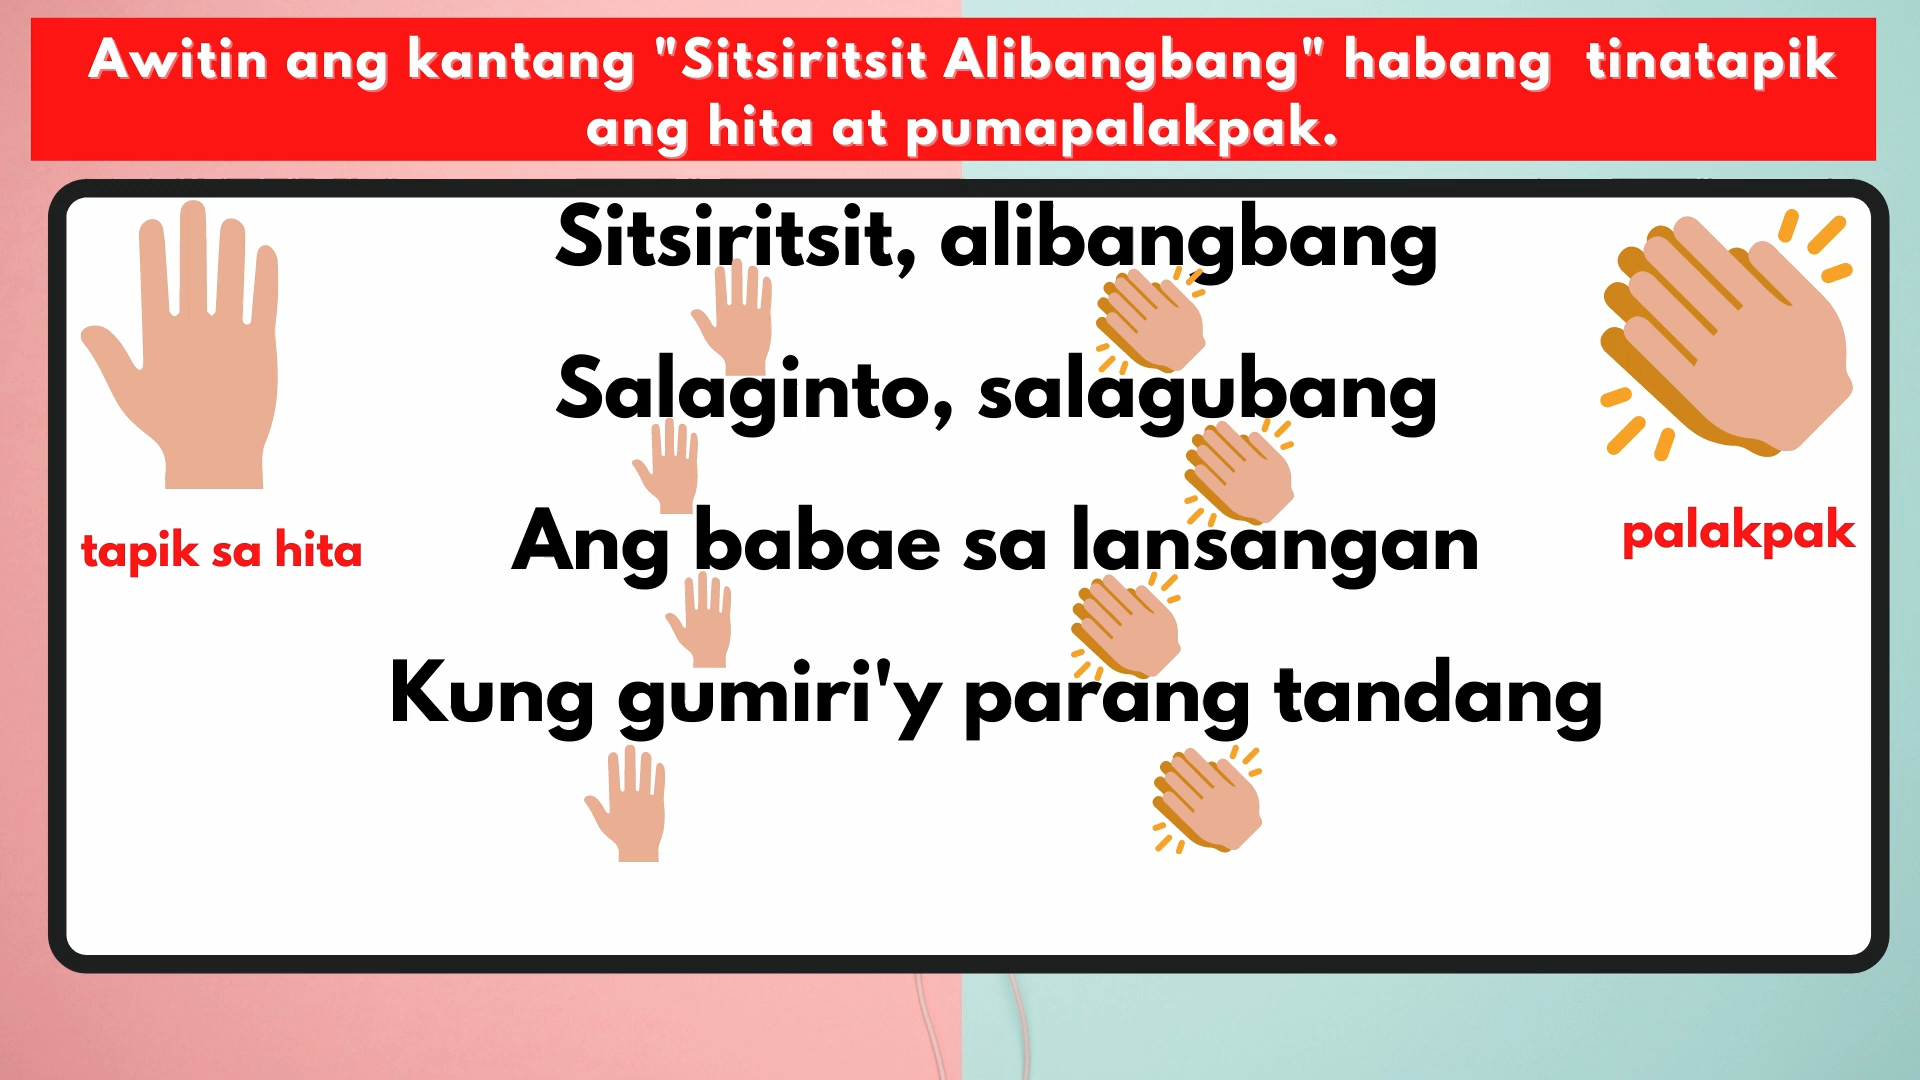 Awitin ang kantang "Sitsiritsit Alibangbang" habang tinatapik
ang hita at pumapalakpak.
Sitsiritsit, alibangbang
Salaginto, salagubang
Ang babae sa lansangan
Kung gumiri'y parang tandang
tapik sa hita
palakpak